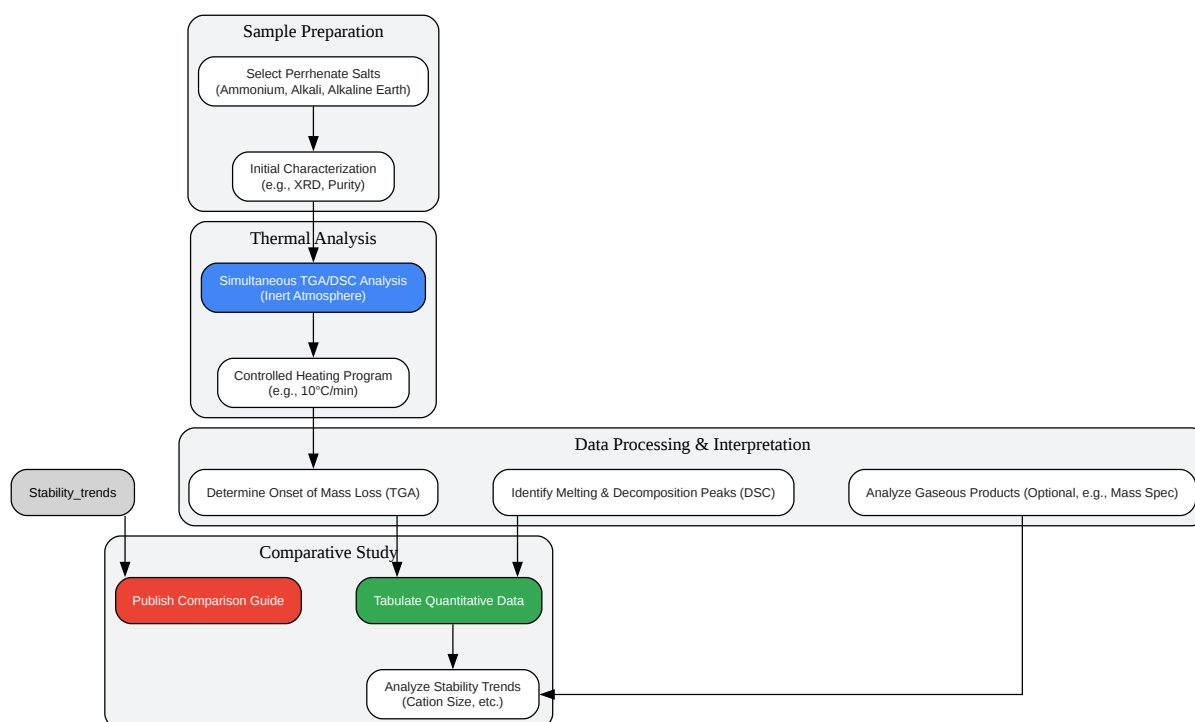 Sample Preparation
Select Perrhenate Salts
(Ammonium, Alkali, Alkaline Earth)
Initial Characterization
(e.g., XRD, Purity)
Thermal Analysis
Simultaneous TGA/DSC Analysis
(Inert Atmosphere)
Controlled Heating Program
(e.g., 10°C/min)
Data Processing & Interpretation
Stability_trends
Determine Onset of Mass Loss (TGA)
Identify Melting & Decomposition Peaks (DSC)
Analyze Gaseous Products (Optional, e.g., Mass Spec)
Comparative Study
Publish Comparison Guide
Tabulate Quantitative Data
Analyze Stability Trends
(Cation Size, etc.)